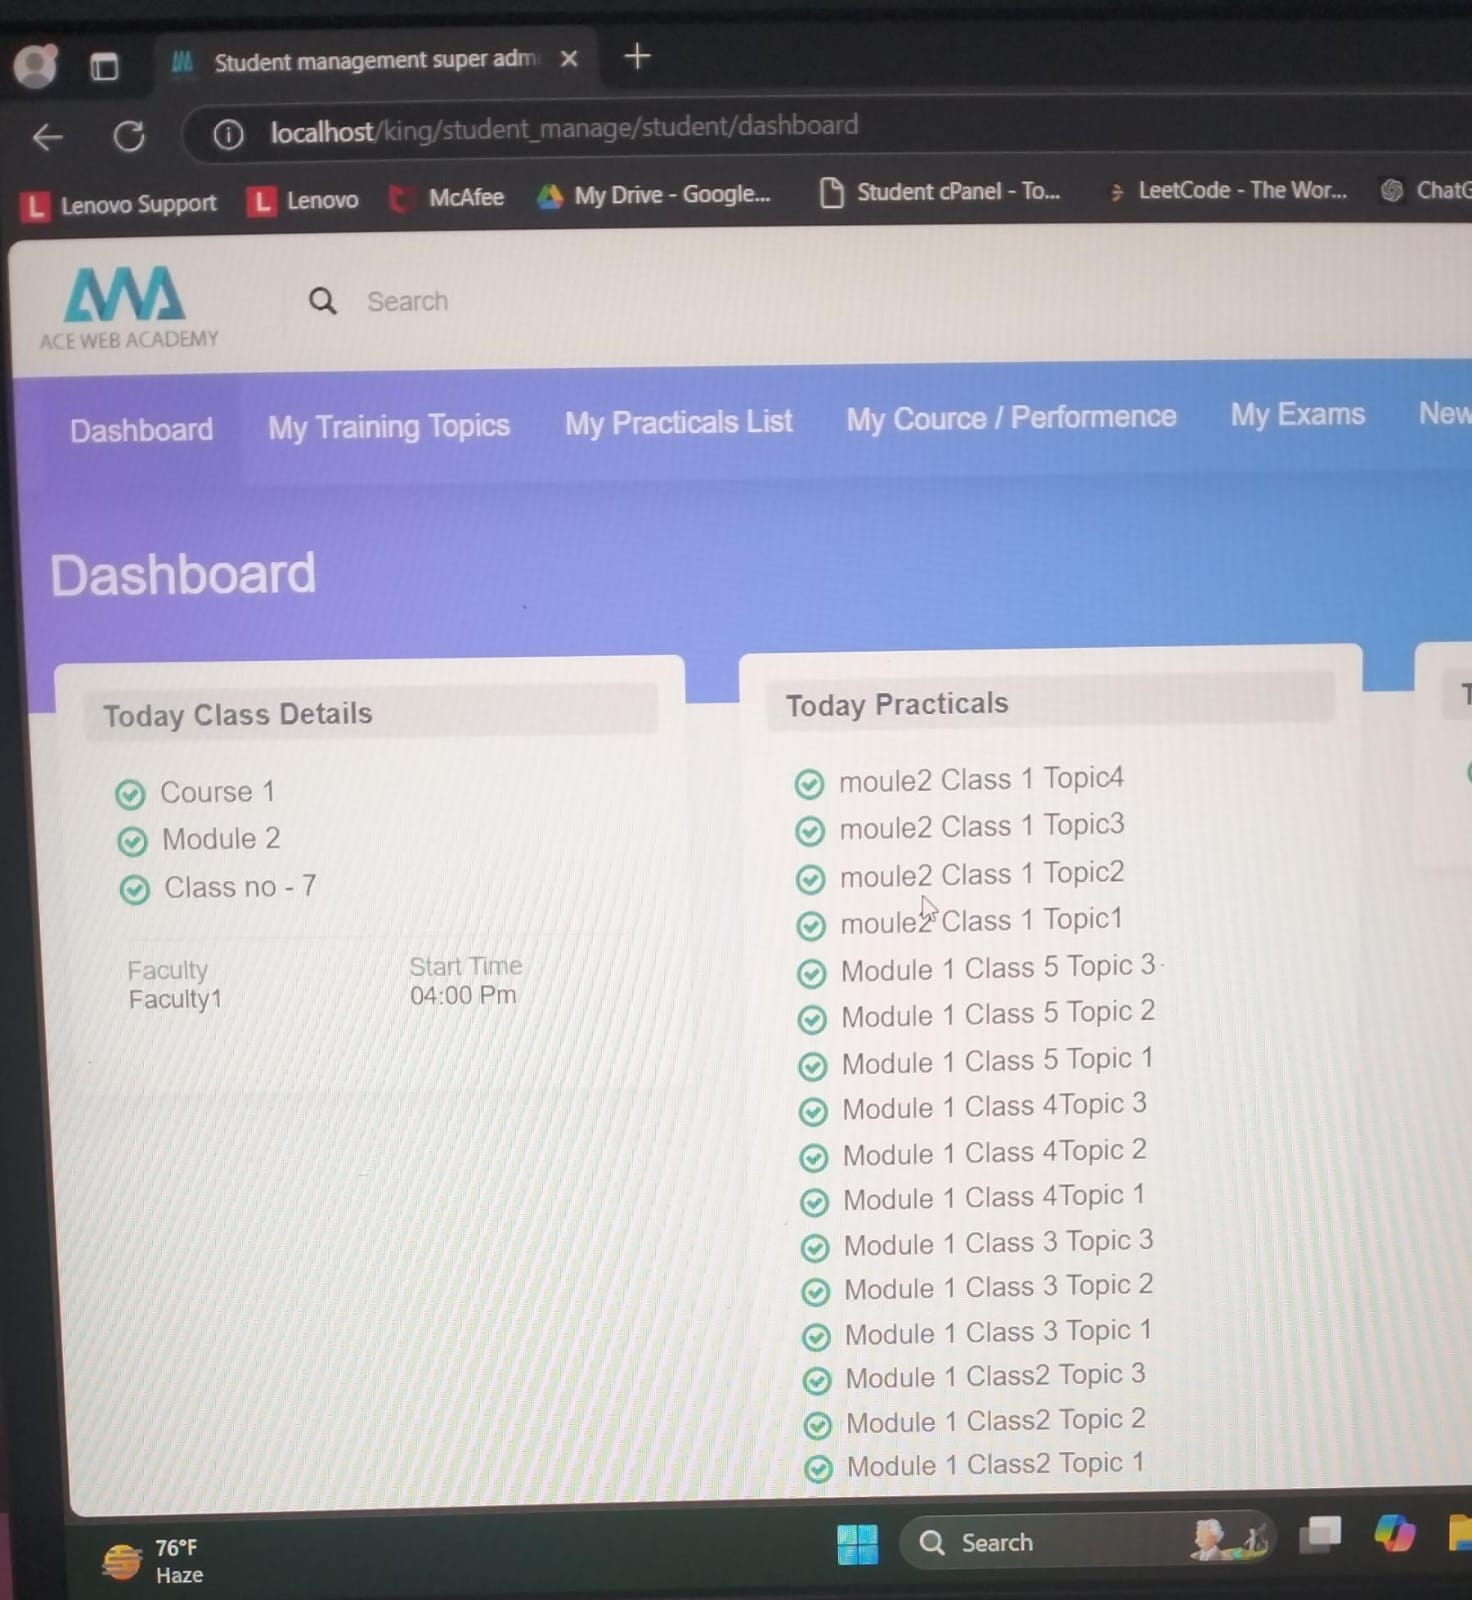 Student management super adm
localhost/king/student_manage/student/dashboard
Lenovo Support
Lenovo
McAfee
My Drive - Google...
Student cPanel - To...
LeetCode - The Wor...
ChatG
ACE WEB ACADEMY
Search
Dashboard
My Training Topics
My Practicals List
My Cource / Performence
My Exams
New
Dashboard
Today Class Details
Course 1
Module 2
Class no - 7
Faculty
Faculty1
Start Time
04:00 Pm
Today Practicals
moule2 Class 1 Topic4
moule2 Class 1 Topic3
moule2 Class 1 Topic2
moule2 Class 1 Topic1
Module 1 Class 5 Topic 3
Module 1 Class 5 Topic 2
Module 1 Class 5 Topic 1
Module 1 Class 4Topic 3
Module 1 Class 4Topic 2
Module 1 Class 4Topic 1
Module 1 Class 3 Topic 3
Module 1 Class 3 Topic 2
Module 1 Class 3 Topic 1
Module 1 Class2 Topic 3
Module 1 Class2 Topic 2
Module 1 Class2 Topic 1
T
76°F
Haze
Search